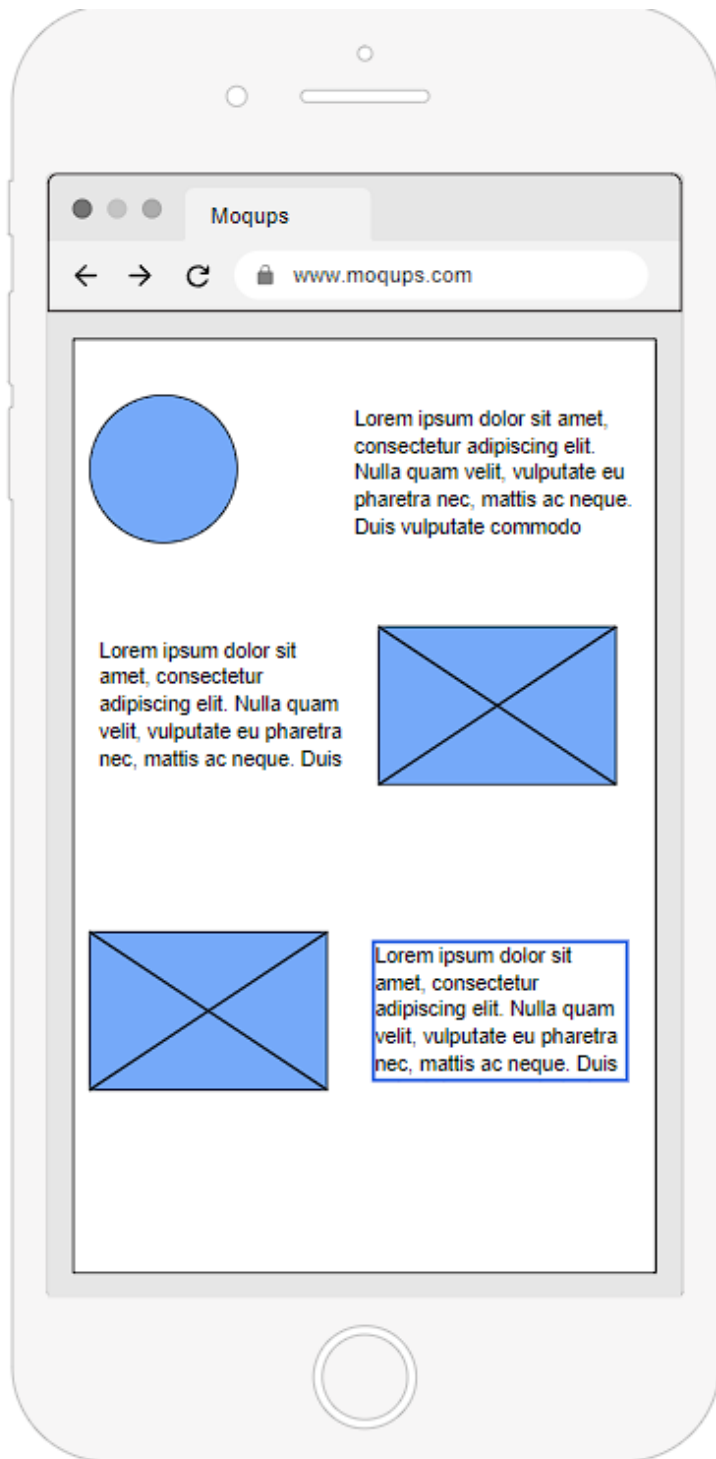 Moqups
www.moqups.com
Lorem ipsum dolor sit amet,
consectetur adipiscing elit.
Nulla quam velit, vulputate eu
pharetra nec, mattis ac neque.
Duis vulputate commodo
Lorem ipsum dolor sit
amet, consectetur
adipiscing elit. Nulla quam
velit, vulputate eu pharetra
nec, mattis ac neque. Duis
Lorem ipsum dolor sit
amet, consectetur
adipiscing elit. Nulla quam
velit, vulputate eu pharetra
nec, mattis ac neque. Duis